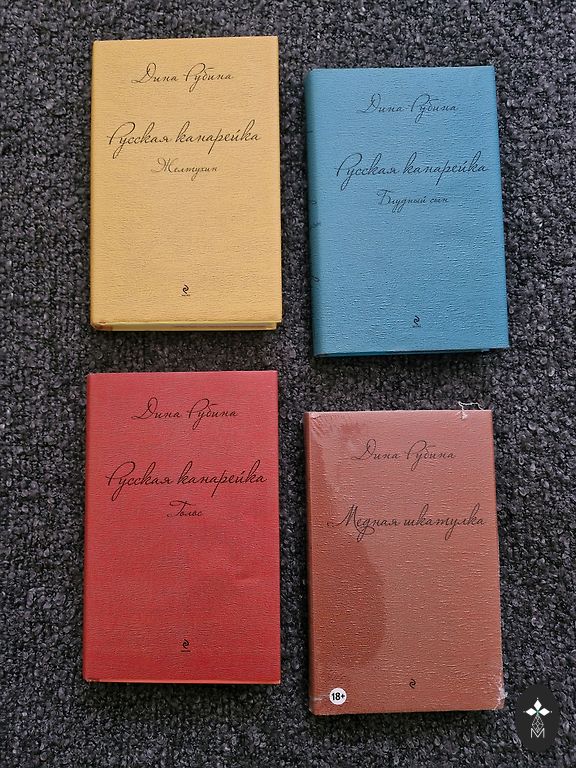 Дина Рубина
Русская канарейка
Желтухин
Дина Рубина
Русская канарейка
Блудный сын
Дина Рубина
Русская канарейка
Голос
Дина Рубина
Медная шкатулка
18+